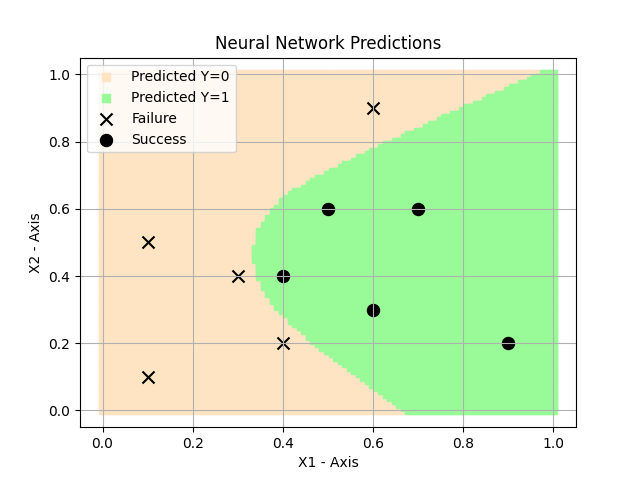 Neural Network Predictions
Predicted Y=0
Predicted Y=1
Failure
Success
1.0
0.8
0.6
0.4
0.2
0.0
X2 - Axis
0.0 0.2 0.4 0.6 0.8 1.0
X1 - Axis